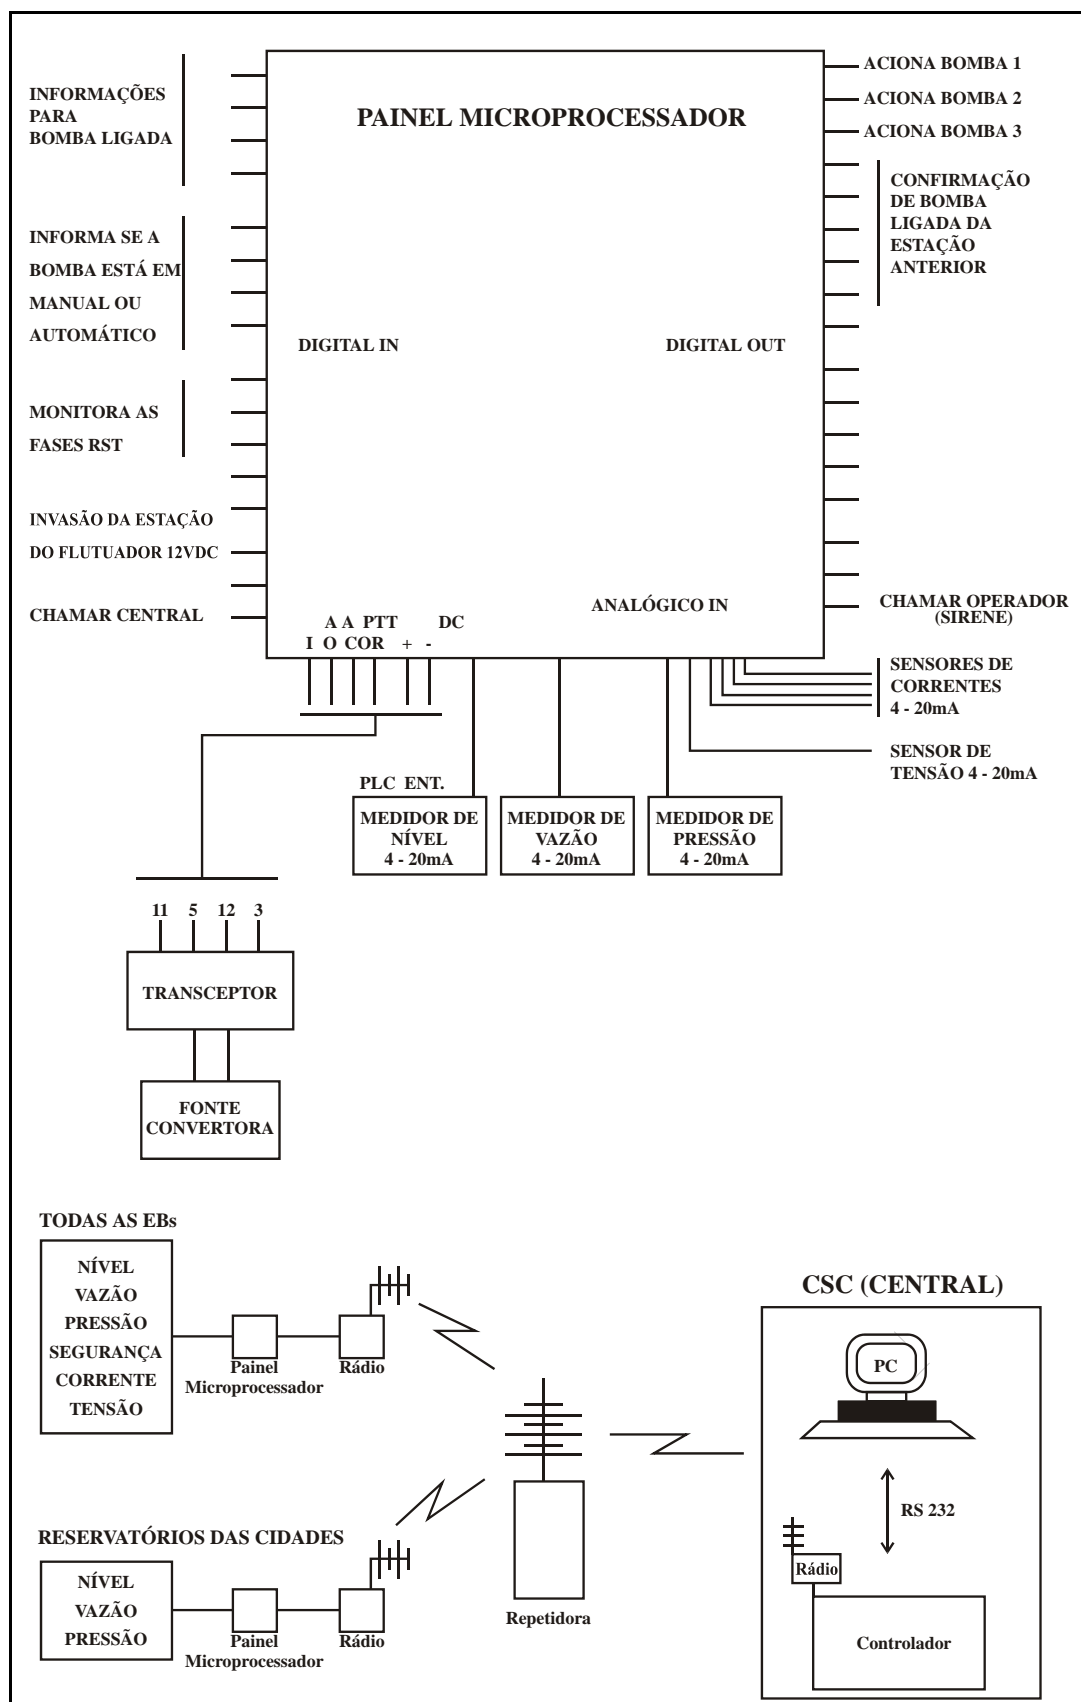 INFORMAÇÕES
PARA
BOMBA LIGADA
INFORMA SE A
BOMBA ESTÁ EM
MANUAL OU
AUTOMÁTICO
MONITORA AS
FASES RST
INVASÃO DA ESTAÇÃO
DO FLUTUADOR 12VDC
CHAMAR CENTRAL
PAINEL MICROPROCESSADOR
DIGITAL IN
DIGITAL OUT
ANALÓGICO IN
A A PTT DC
I O COR + -
ACIONA BOMBA 1
ACIONA BOMBA 2
ACIONA BOMBA 3
CONFIRMAÇÃO
DE BOMBA
LIGADA DA
ESTAÇÃO
ANTERIOR
CHAMAR OPERADOR
(SIRENE)
SENSORES DE
CORRENTES
4 - 20mA
SENSOR DE
TENSÃO 4 - 20mA
PLC ENT.
MEDIDOR DE
NÍVEL
4 - 20mA
MEDIDOR DE
VAZÃO
4 - 20mA
MEDIDOR DE
PRESSÃO
4 - 20mA
11 5 12 3
TRANSCEPTOR
FONTE
CONVERTORA
TODAS AS EBs
NÍVEL
VAZÃO
PRESSÃO
SEGURANÇA
CORRENTE
TENSÃO
Painel
Microprocessador
Rádio
RESERVATÓRIOS DAS CIDADES
NÍVEL
VAZÃO
PRESSÃO
Painel
Microprocessador
Rádio
Repetidora
CSC (CENTRAL)
PC
RS 232
Rádio
Controlador